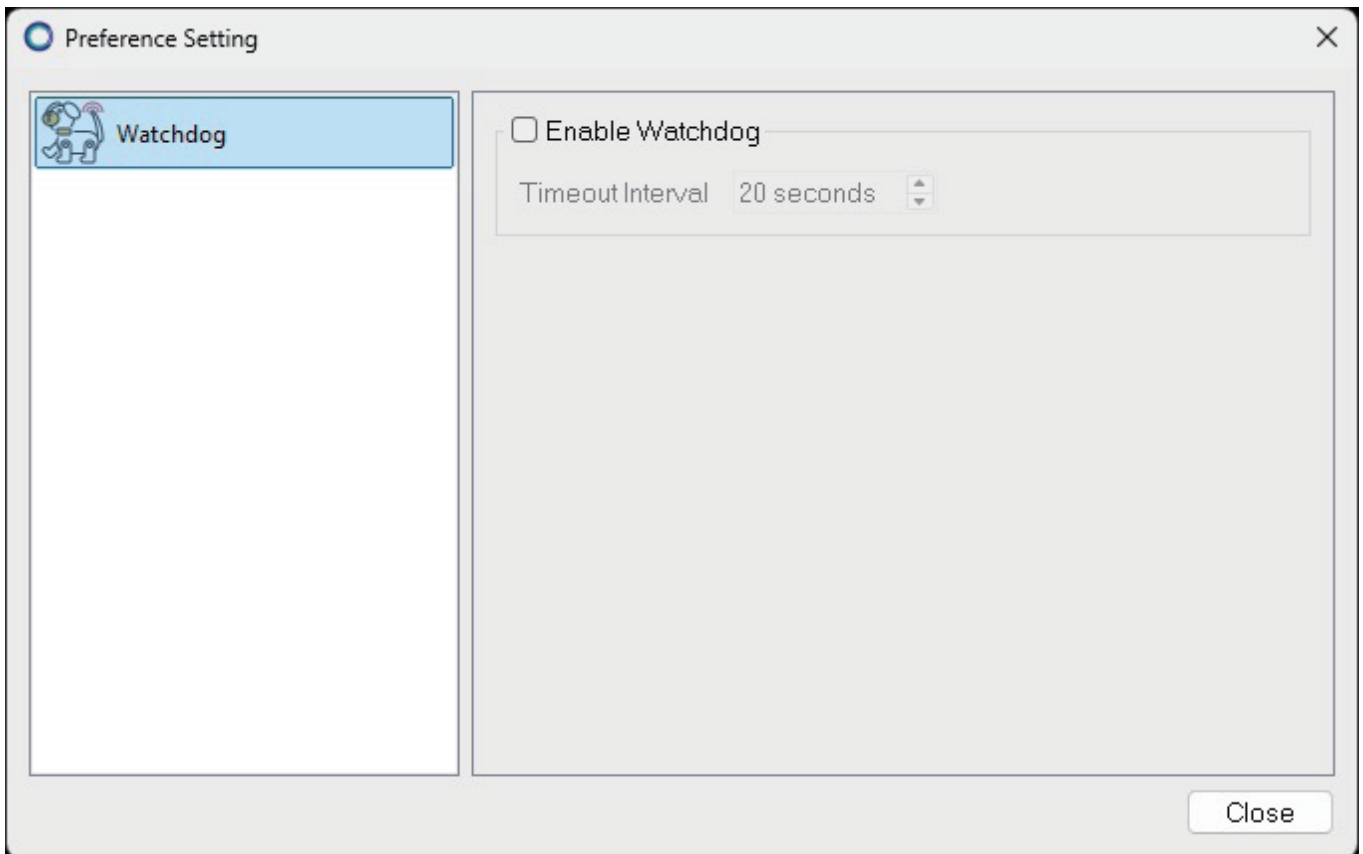 Preference Setting
Watchdog
Enable Watchdog
Timeout Interval 20 seconds
Close